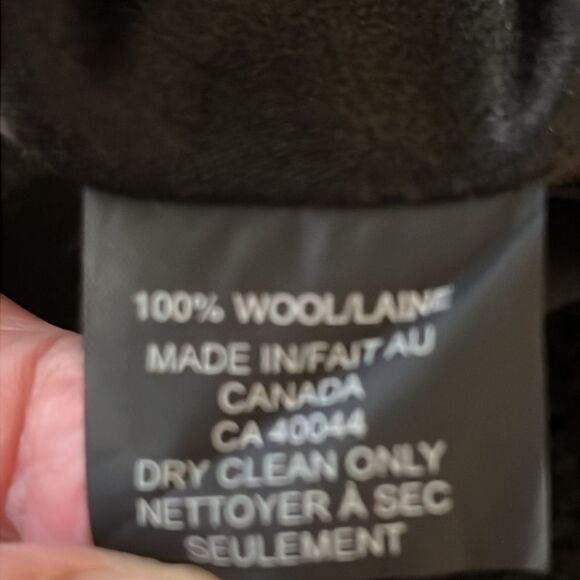 100% WOOL/LAINE
MADE IN/FAIT AU
CANADA
CA 40044
DRY CLEAN ONLY
NETTOYER À SEC
SEULEMENT